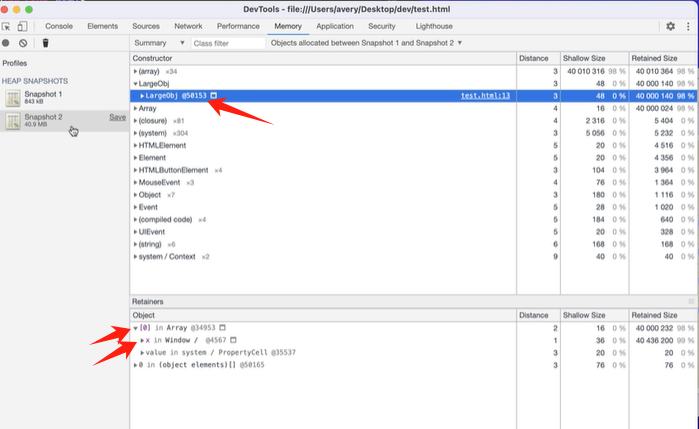 DevTools - file:///Users/avery/Desktop/dev/test.html
Console Elements Sources Network Performance Memory Application Security Lighthouse
Summary ▼ Class filter Objects allocated between Snapshot 1 and Snapshot 2 ▼
Profiles
HEAP SNAPSHOTS
Snapshot 1
843 kB
Snapshot 2 Save
40.9 MB
Constructor Distance Shallow Size Retained Size
▶(array) ×34 3 40 010 316 98 % 40 010 364 98 %
▼LargeObj 3 48 0 % 40 000 140 98 %
▶LargeObj @50153 test.html:13 3 48 0 % 40 000 140 98 %
▶Array 4 16 0 % 40 000 024 98 %
▶(closure) ×81 4 2 316 0 % 5 404 0 %
▶(system) ×304 3 5 056 0 % 5 232 0 %
▶HTMLElement 5 20 0 % 4 516 0 %
▶Element 5 20 0 % 4 356 0 %
▶HTMLButtonElement ×4 3 104 0 % 3 964 0 %
▶MouseEvent ×3 4 76 0 % 1 364 0 %
▶Object ×7 3 180 0 % 1 116 0 %
▶Event 5 28 0 % 1 020 0 %
▶(compiled code) ×4 5 184 0 % 640 0 %
▶UIEvent 5 20 0 % 328 0 %
▶(string) ×6 6 168 0 % 168 0 %
▶system / Context ×2 9 40 0 % 40 0 %
Retainers
Object Distance Shallow Size Retained Size
▼[0] in Array @34953 2 16 0 % 40 000 232 98 %
▶x in Window / @4567 1 36 0 % 40 436 200 99 %
▶value in system / PropertyCell @35537 3 20 0 % 20 0 %
▶0 in (object elements)[] @50165 3 76 0 % 76 0 %